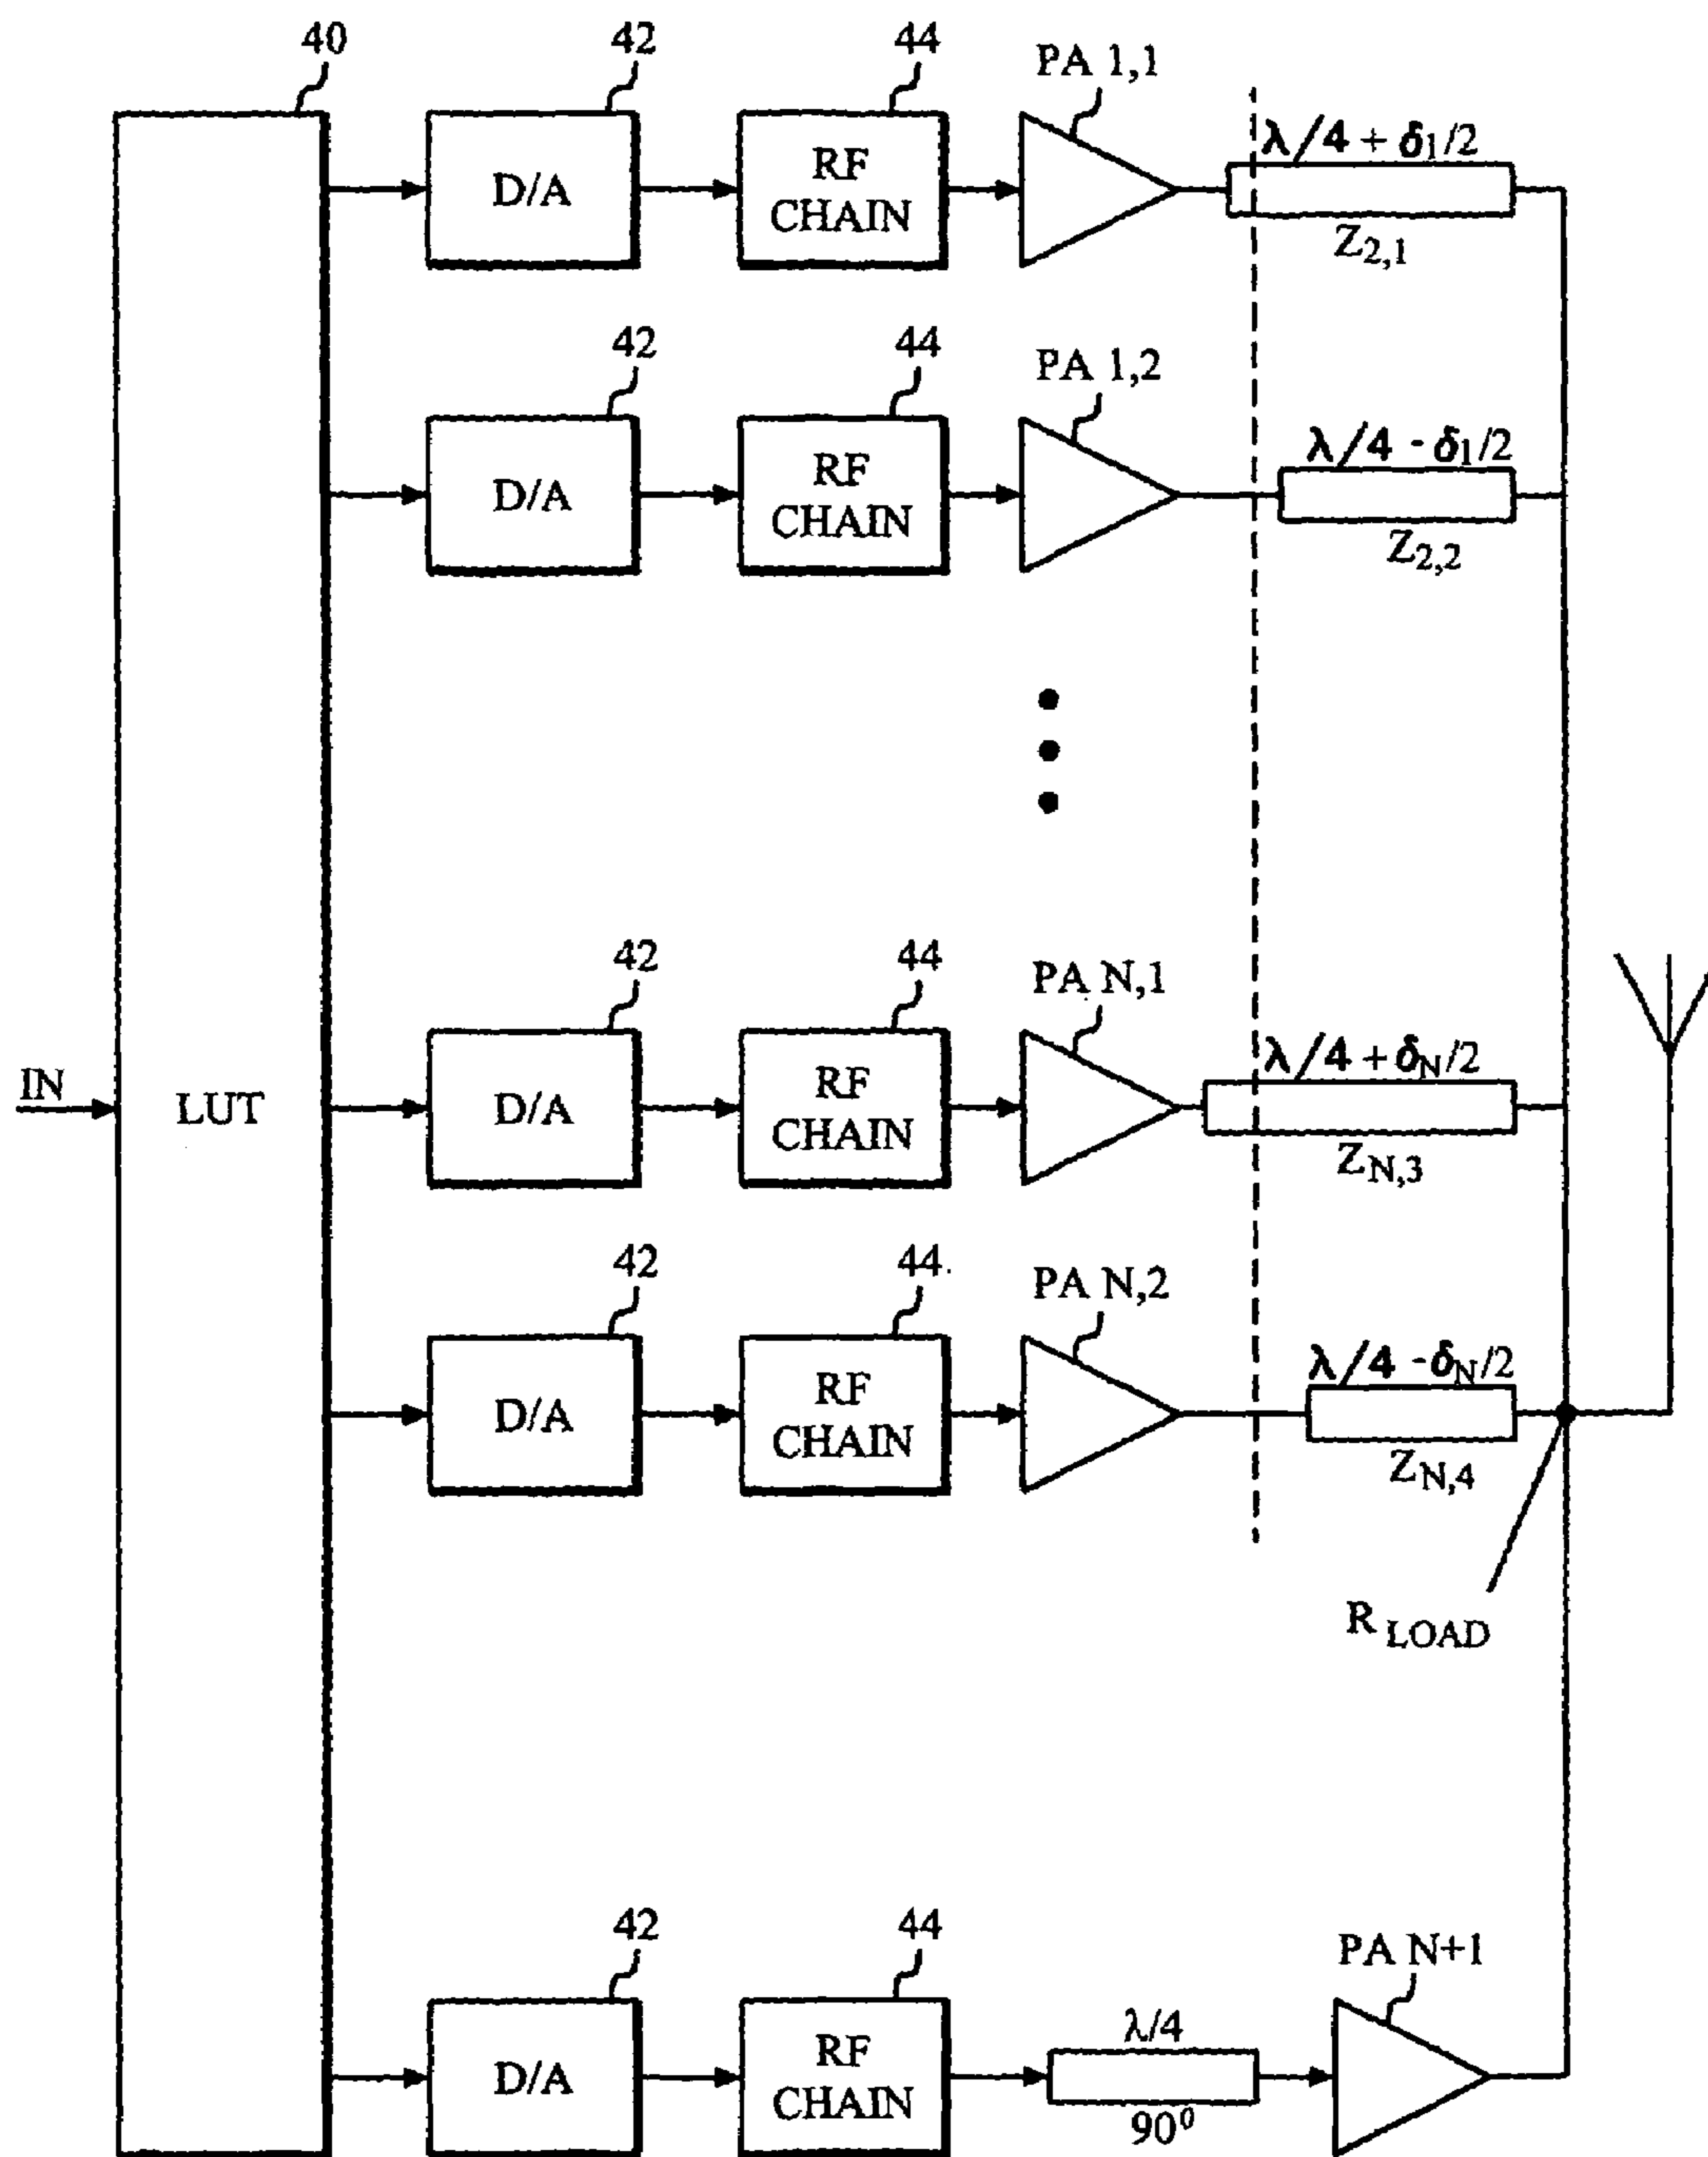 40
42
44
PA 1,1
D/A
RF
CHAIN
λ/4 + δ1/2
Z2,1
42
44
PA 1,2
D/A
RF
CHAIN
λ/4 - δ1/2
Z2,2
42
44
PA N,1
IN
LUT
D/A
RF
CHAIN
λ/4 + δN/2
ZN,3
42
44.
PA N,2
D/A
RF
CHAIN
λ/4 -δN/2
ZN,4
R LOAD
42
44
PA N+1
D/A
RF
CHAIN
λ/4
90⁰